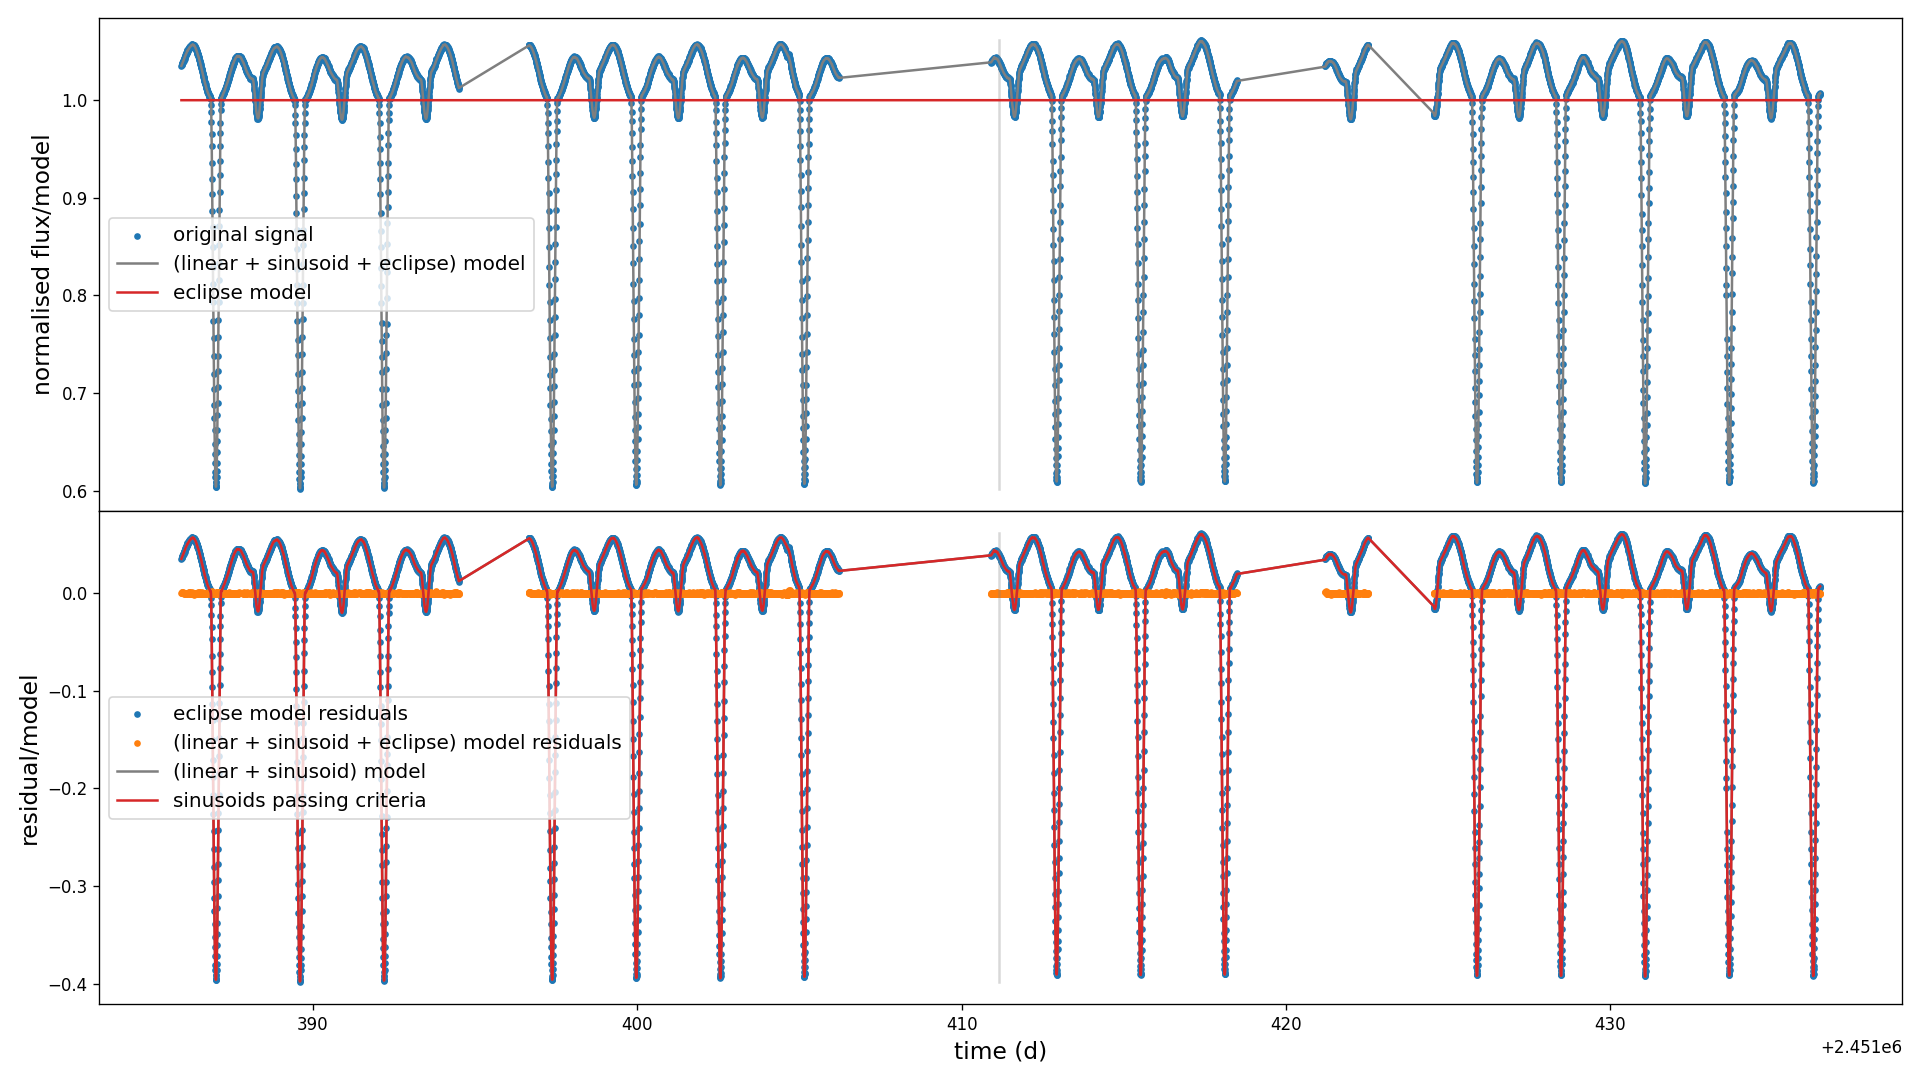 normalised flux/model
1.0
0.9
0.8
0.7
0.6
original signal
(linear + sinusoid + eclipse) model
eclipse model
residual/model
0.0
−0.1
−0.2
−0.3
−0.4
eclipse model residuals
(linear + sinusoid + eclipse) model residuals
(linear + sinusoid) model
sinusoids passing criteria
390 400 410 420 430
time (d)
+2.451e6